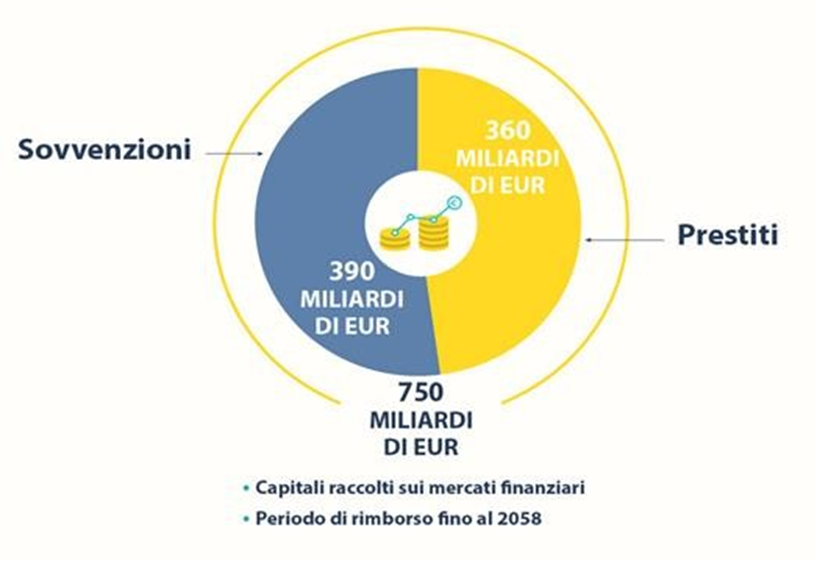 Sovvenzioni
360
MILIARDI
DI EUR
Prestiti
390
MILIARDI
DI EUR
750
MILIARDI
DI EUR
• Capitali raccolti sui mercati finanziari
• Periodo di rimborso fino al 2058